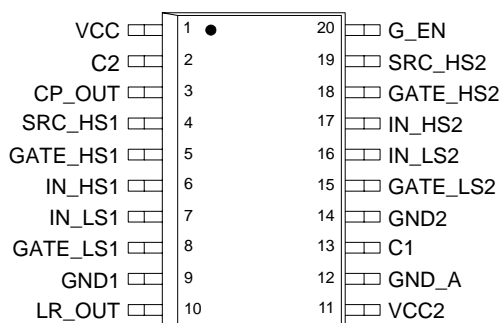 VCC 1 20 G_EN
C2 2 19 SRC_HS2
CP_OUT 3 18 GATE_HS2
SRC_HS1 4 17 IN_HS2
GATE_HS1 5 16 IN_LS2
IN_HS1 6 15 GATE_LS2
IN_LS1 7 14 GND2
GATE_LS1 8 13 C1
GND1 9 12 GND_A
LR_OUT 10 11 VCC2